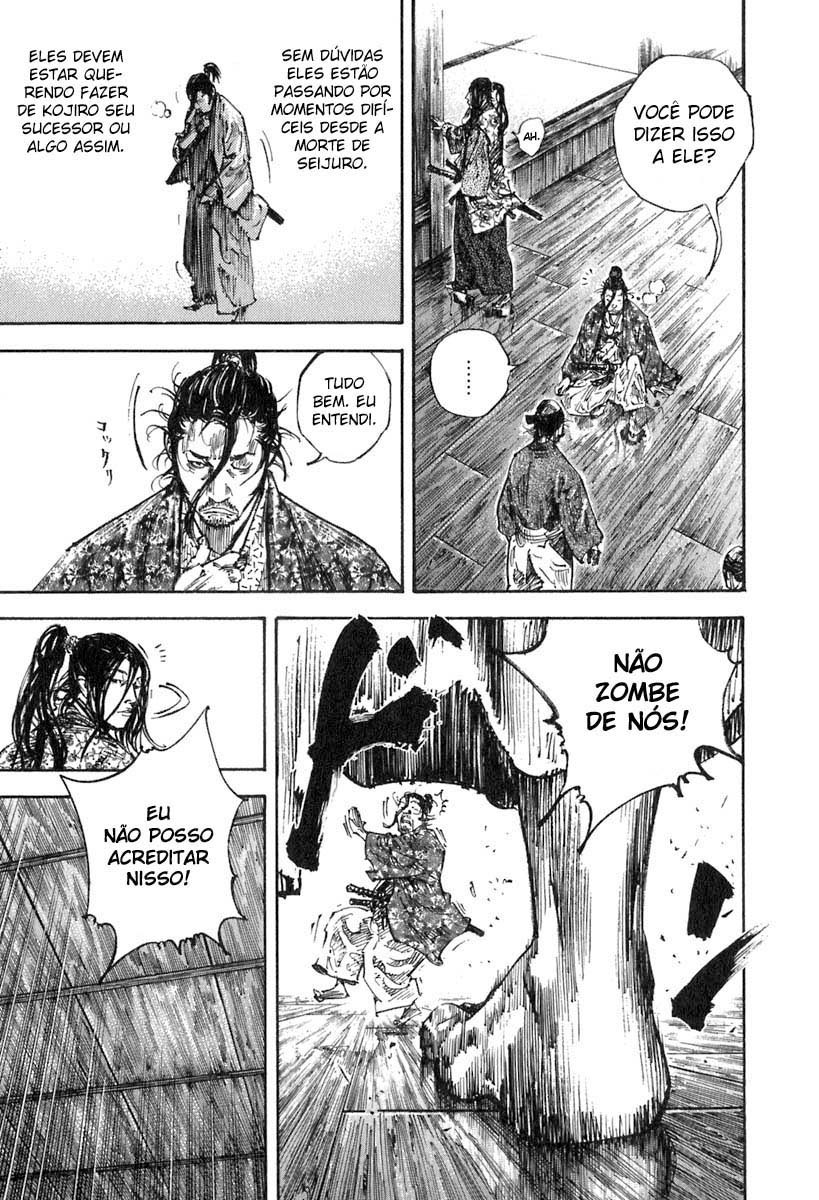 VOCÊ PODE
DIZER ISSO
A ELE?
AH.
......
SEM DÚVIDAS
ELES ESTÃO
PASSANDO POR
MOMENTOS DIFÍ-
CEIS DESDE A
MORTE DE
SEIJURO.
ELES DEVEM
ESTAR QUE-
RENDO FAZER
DE KOJIRO SEU
SUCESSOR OU
ALGO ASSIM.
TUDO
BEM. EU
ENTENDI.
コックリ
NÃO
ZOMBE
DE NÓS!
ドン
EU
NÃO POSSO
ACREDITAR
NISSO!